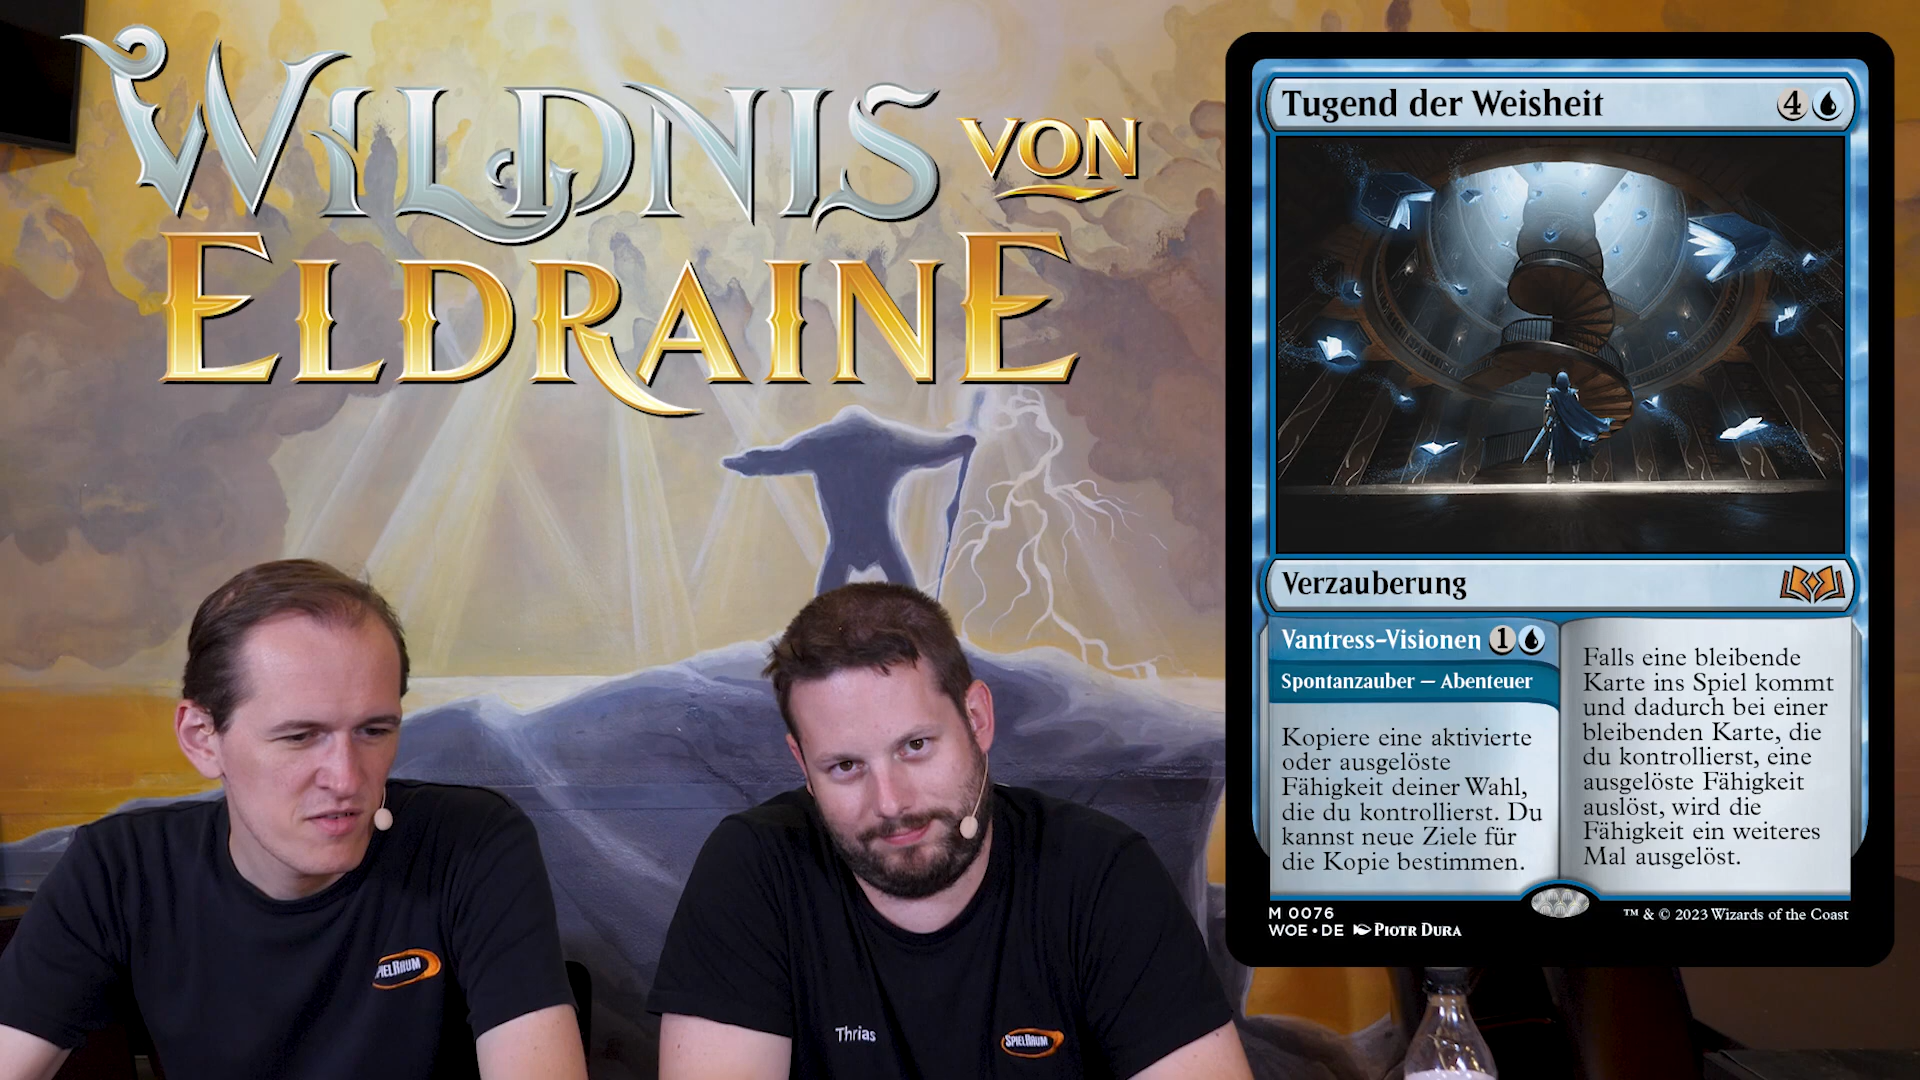 WILDNIS VON
ELDRAINE
Tugend der Weisheit 4
Verzauberung
Vantress-Visionen 1
Spontanzauber — Abenteuer
Kopiere eine aktivierte
oder ausgelöste
Fähigkeit deiner Wahl,
die du kontrollierst. Du
kannst neue Ziele für
die Kopie bestimmen.
Falls eine bleibende
Karte ins Spiel kommt
und dadurch bei einer
bleibenden Karte, die
du kontrollierst, eine
ausgelöste Fähigkeit
auslöst, wird die
Fähigkeit ein weiteres
Mal ausgelöst.
M 0076
WOE • DE PIOTR DURA
™ & © 2023 Wizards of the Coast
SPIELRAUM
Thrias
SPIELRAUM